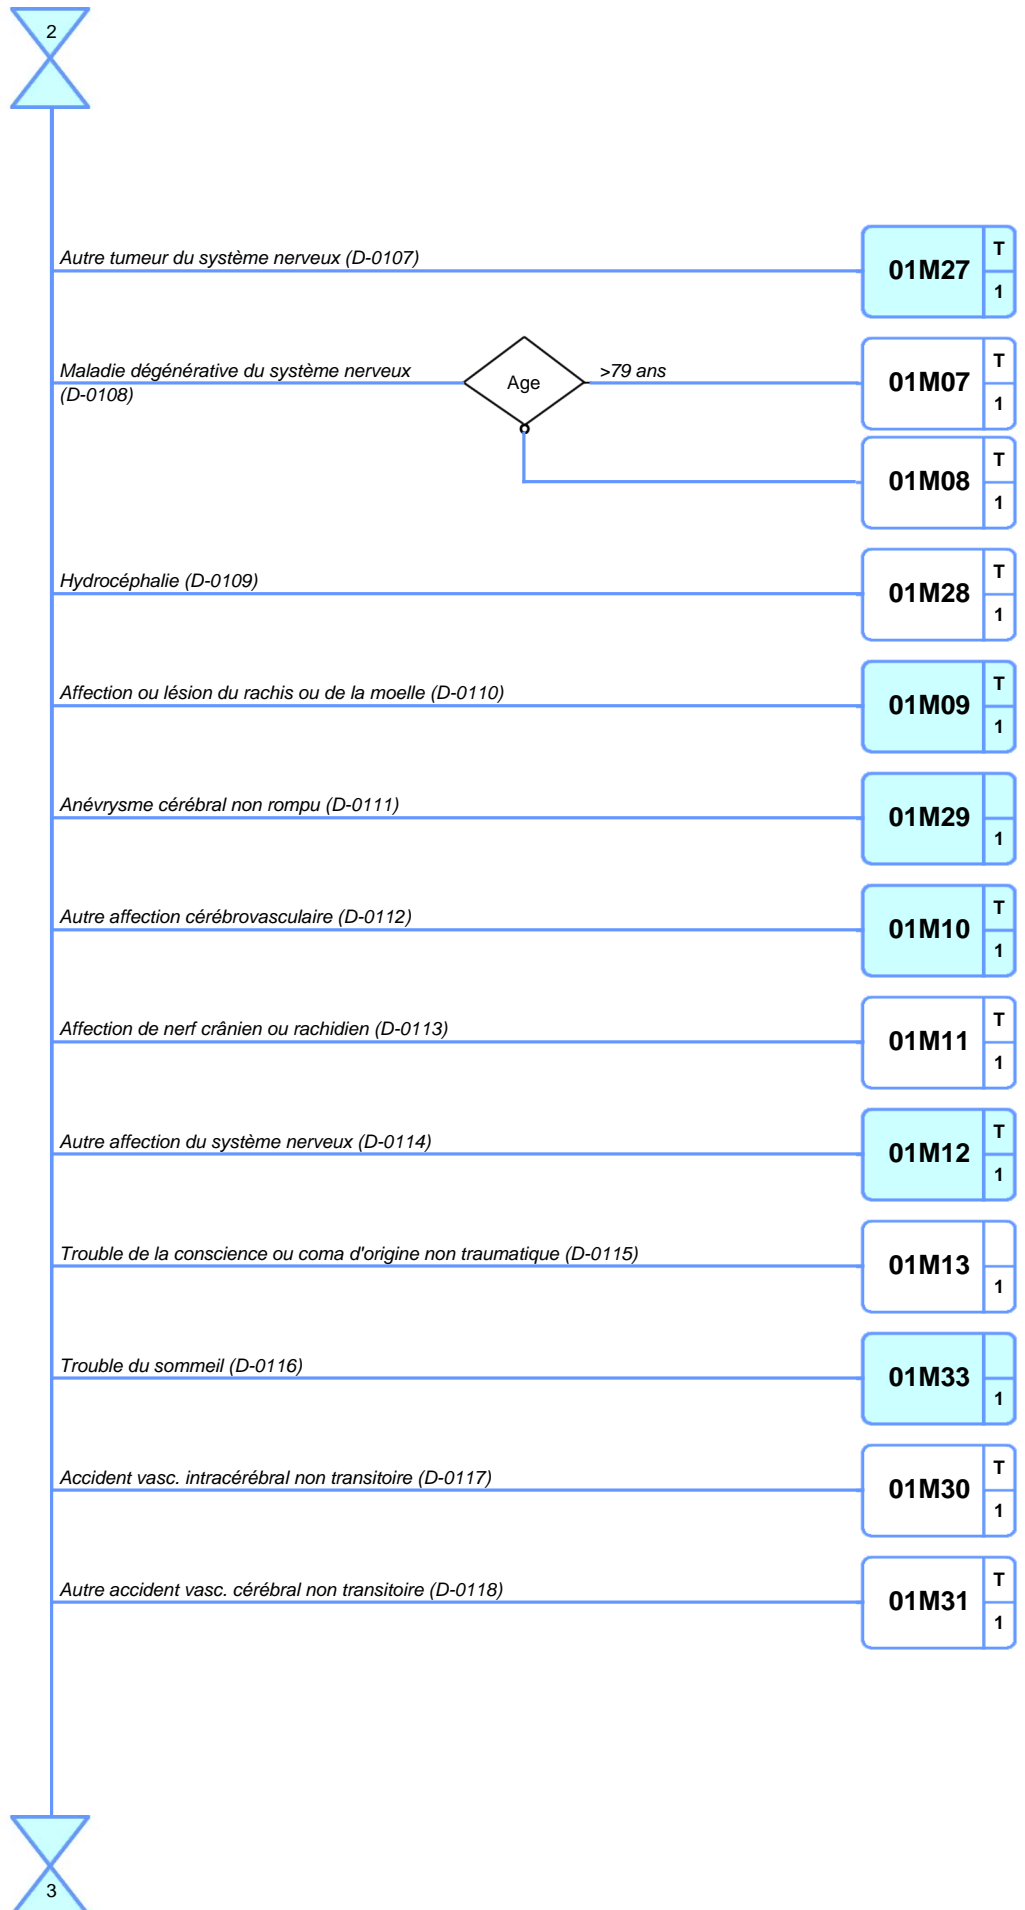 2
Autre tumeur du système nerveux (D-0107)
01M27
T
1
Maladie dégénérative du système nerveux
(D-0108)
Age
>79 ans
01M07
T
1
01M08
T
1
Hydrocéphalie (D-0109)
01M28
T
1
Affection ou lésion du rachis ou de la moelle (D-0110)
01M09
T
1
Anévrysme cérébral non rompu (D-0111)
01M29
1
Autre affection cérébrovasculaire (D-0112)
01M10
T
1
Affection de nerf crânien ou rachidien (D-0113)
01M11
T
1
Autre affection du système nerveux (D-0114)
01M12
T
1
Trouble de la conscience ou coma d'origine non traumatique (D-0115)
01M13
1
Trouble du sommeil (D-0116)
01M33
1
Accident vasc. intracérébral non transitoire (D-0117)
01M30
T
1
Autre accident vasc. cérébral non transitoire (D-0118)
01M31
T
1
3